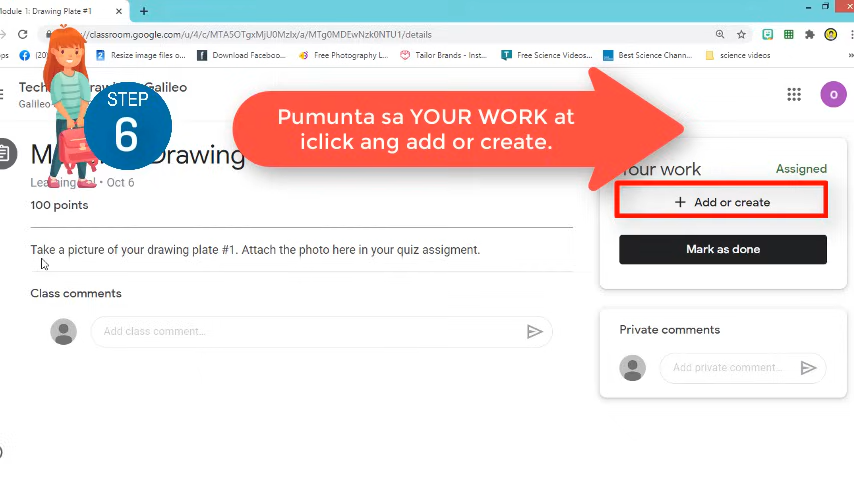 Module 1: Drawing Plate #1
classroom.google.com/u/4/c/MTA5OTgxMjU0MzIx/a/MTg0MDEwNzk0NTU1/details
Resize image files o...
Download Facebook...
Free Photography L...
Tailor Brands - Inst...
Free Science Videos...
Best Science Chann...
science videos
Galileo
STEP
6
Pumunta sa YOUR WORK at
iclick ang add or create.
Drawing
Oct 6
100 points
Take a picture of your drawing plate #1. Attach the photo here in your quiz assigment.
Class comments
Add class comment...
Your work
Assigned
+ Add or create
Mark as done
Private comments
Add private comment...
O